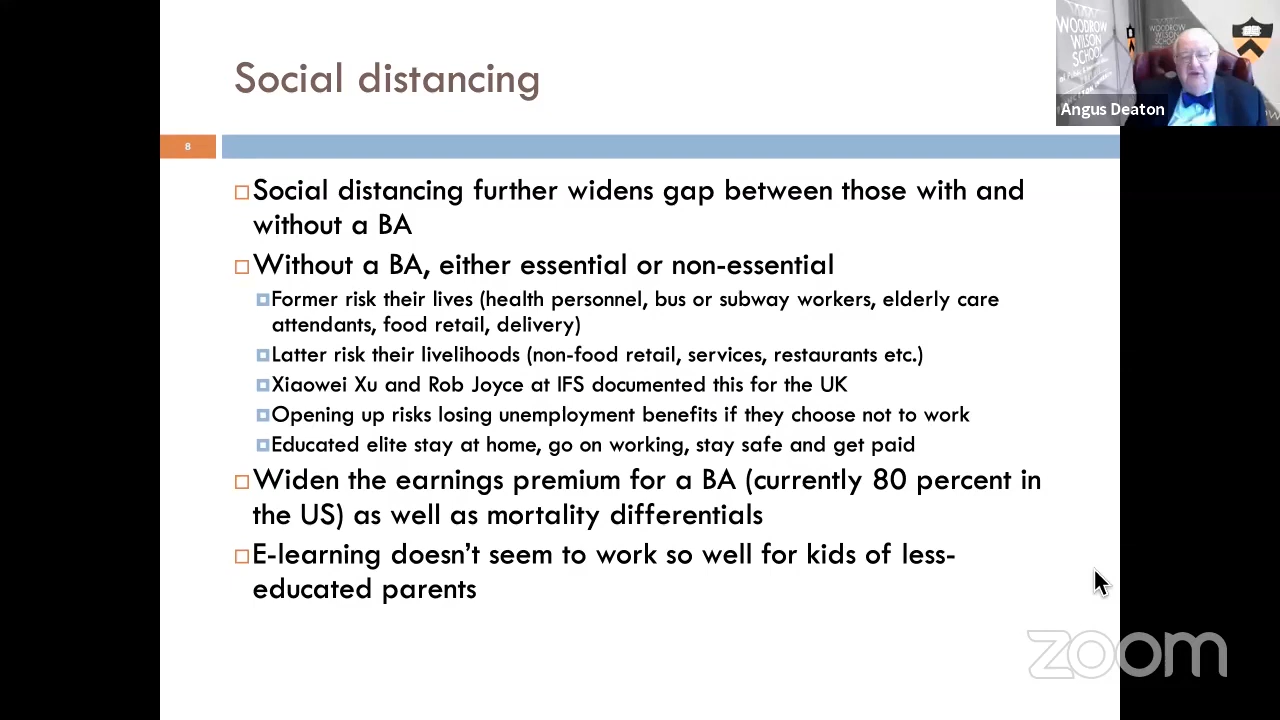 Social distancing
8
Social distancing further widens gap between those with and
without a BA
Without a BA, either essential or non-essential
Former risk their lives (health personnel, bus or subway workers, elderly care
attendants, food retail, delivery)
Latter risk their livelihoods (non-food retail, services, restaurants etc.)
Xiaowei Xu and Rob Joyce at IFS documented this for the UK
Opening up risks losing unemployment benefits if they choose not to work
Educated elite stay at home, go on working, stay safe and get paid
Widen the earnings premium for a BA (currently 80 percent in
the US) as well as mortality differentials
E-learning doesn't seem to work so well for kids of less-
educated parents
WOODROW
WILSON
SCHOOL
WOODROW
WILSON
SCHOOL
Angus Deaton
zoom